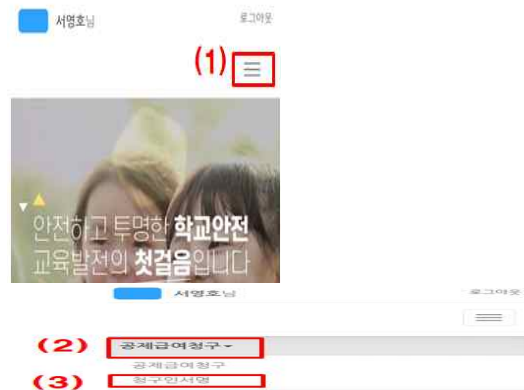 서영호님
로그아웃
(1)
안전하고 투명한 학교안전
교육발전의 첫걸음입니다
서영호님
로그아웃
(2) 공제급여청구
공제급여청구
(3) 청구인서명